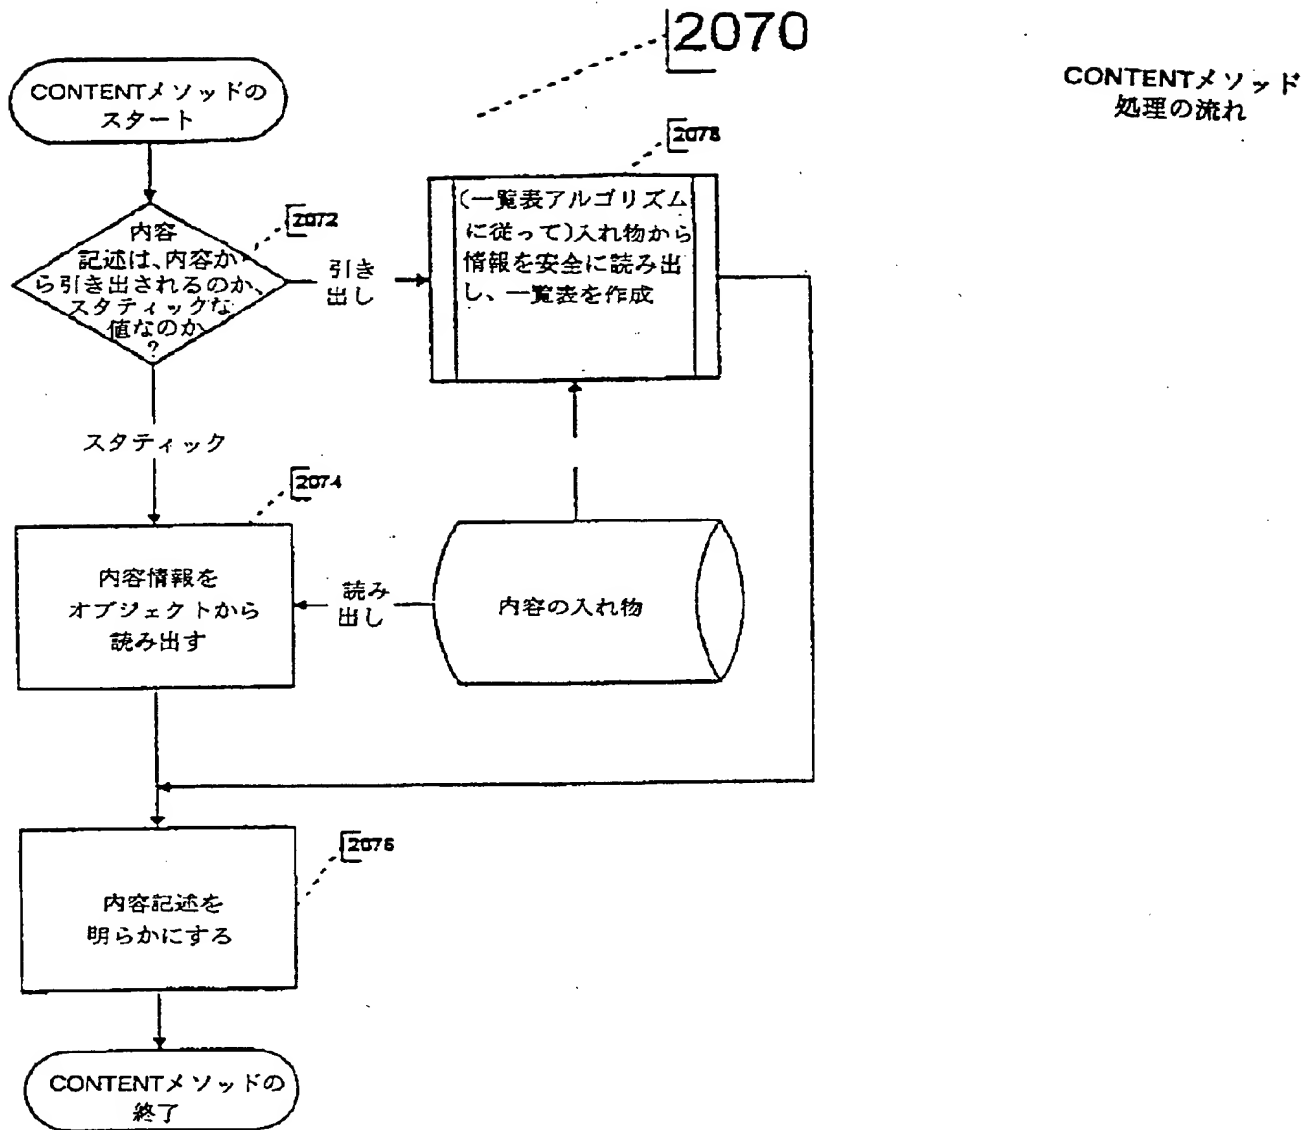 2070
CONTENTメソッド
処理の流れ
CONTENTメソッドの
スタート
2078
2072
内容
記述は、内容か
ら引き出されるのか、
スタティックな
値なのか
?
引き
出し
(一覧表アルゴリズム
に従って)入れ物から
情報を安全に読み出
し、一覧表を作成
スタティック
2074
内容情報を
オブジェクトから
読み出す
読み
出し
内容の入れ物
2076
内容記述を
明らかにする
CONTENTメソッドの
終了